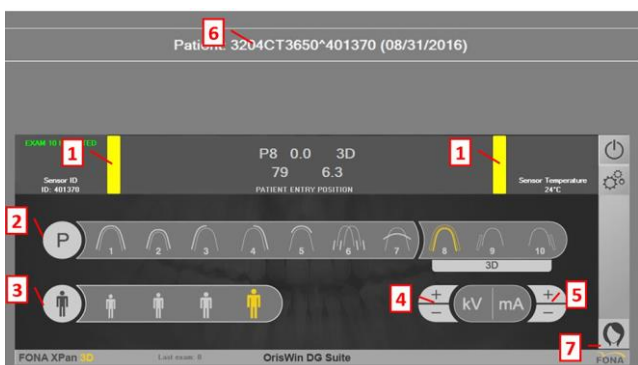 6
Patient: 3204CT3650^401370 (08/31/2016)
1
P8 0.0 3D
79 6.3
PATIENT ENTRY POSITION
1
Sensor ID
ID: 401370
Sensor Temperature
24°C
2
P
1 2 3 4 5 6 7 8 9 10
3D
3
4
+ kV mA +
- -
5
7
FONA XPan 3D
Last exam: 0
OrisWin DG Suite
FONA